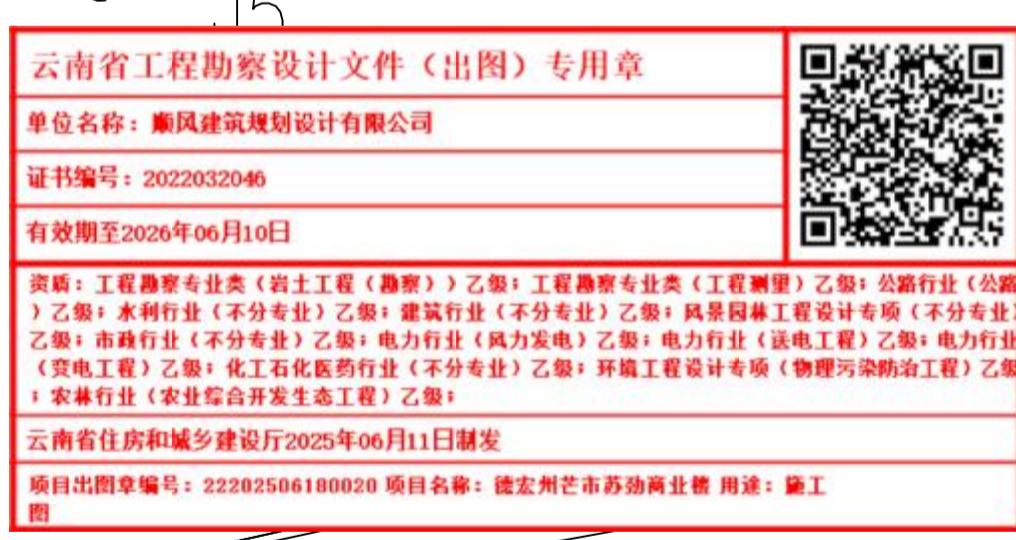 15
云南省工程勘察设计文件（出图）专用章
单位名称：顺风建筑规划设计有限公司
证书编号：2022032046
有效期至2026年06月10日
资质：工程勘察专业类（岩土工程（勘察））乙级；工程勘察专业类（工程测量）乙级；公路行业（公路
）乙级；水利行业（不分专业）乙级；建筑行业（不分专业）乙级；风景园林工程设计专项（不分专业）
乙级；市政行业（不分专业）乙级；电力行业（风力发电）乙级；电力行业（送电工程）乙级；电力行业
（变电工程）乙级；化工石化医药行业（不分专业）乙级；环境工程设计专项（物理污染防治工程）乙级
；农林行业（农业综合开发生态工程）乙级；
云南省住房和城乡建设厅2025年06月11日制发
项目出图章编号：22202506180020 项目名称：德宏州芒市苏劲商业楼 用途：施工
图